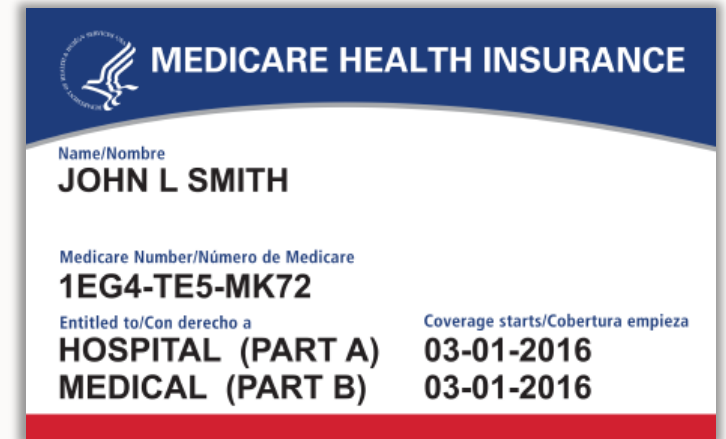 MEDICARE HEALTH INSURANCE
Name/Nombre
JOHN L SMITH
Medicare Number/Número de Medicare
1EG4-TE5-MK72
Entitled to/Con derecho a Coverage starts/Cobertura empieza
HOSPITAL (PART A) 03-01-2016
MEDICAL (PART B) 03-01-2016